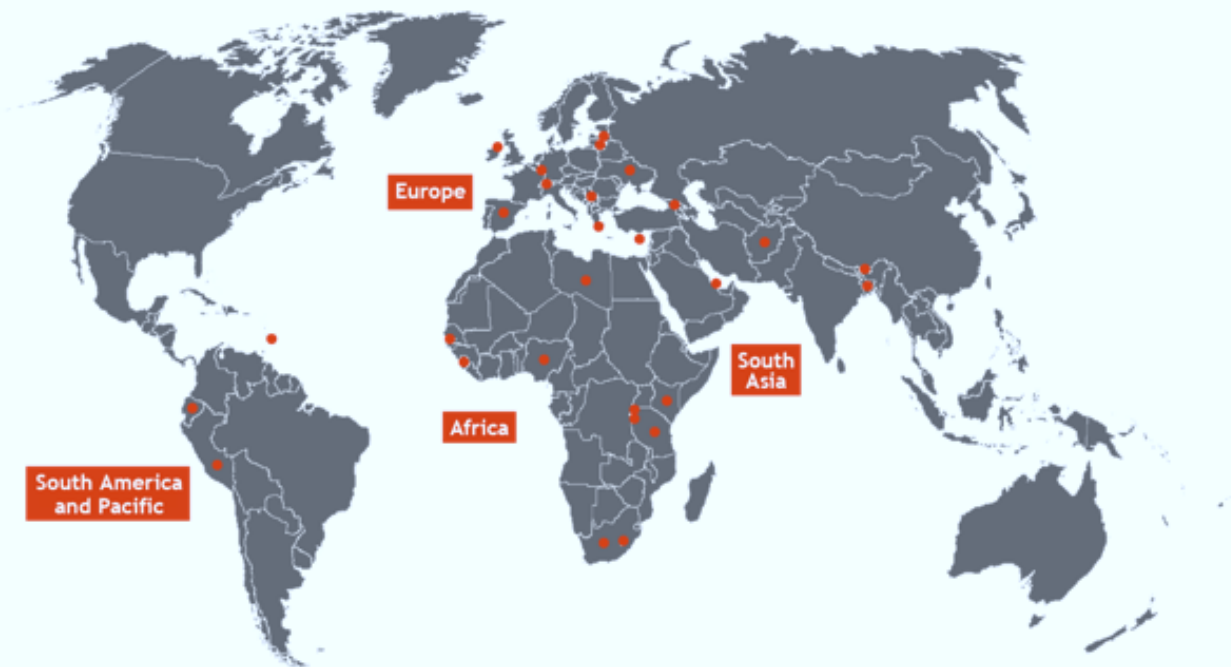 Europe
South
Asia
Africa
South America
and Pacific